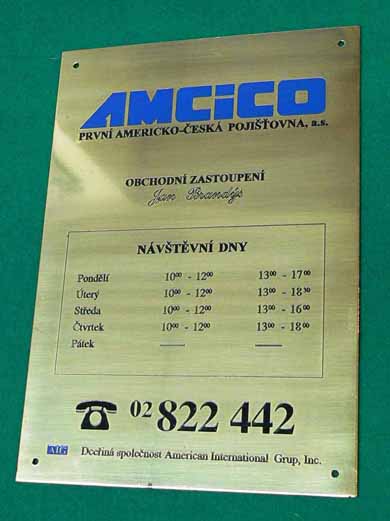 AMCICO
PRVNÍ AMERICKO-ČESKÁ POJIŠŤOVNA, a.s.
OBCHODNÍ ZASTOUPENÍ
Jan Brandýs
NÁVŠTĚVNÍ DNY
Pondělí 10⁰⁰ - 12⁰⁰ 13⁰⁰ - 17⁰⁰
Úterý 10⁰⁰ - 12⁰⁰ 13⁰⁰ - 18³⁰
Středa 10⁰⁰ - 12⁰⁰ 13⁰⁰ - 16⁰⁰
Čtvrtek 10⁰⁰ - 12⁰⁰ 13⁰⁰ - 18⁰⁰
Pátek — —
☎ 02 822 442
AIG Dceřiná společnost American International Grup, Inc.